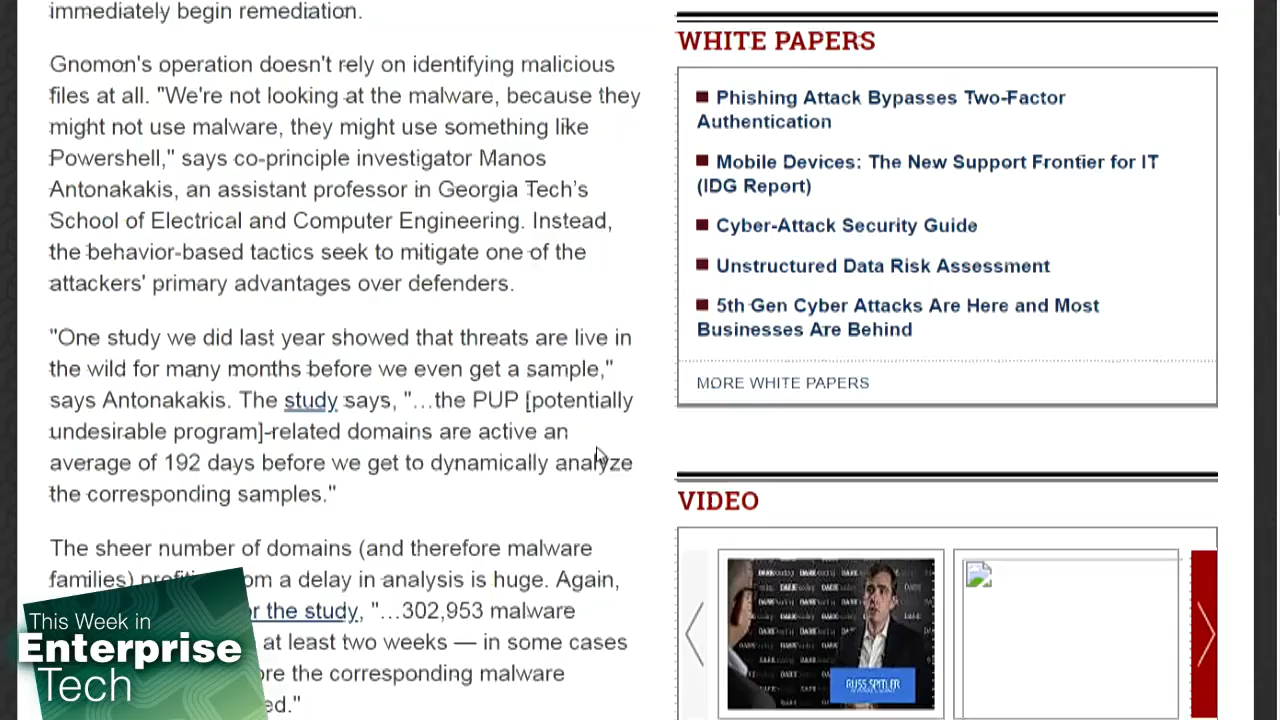 immediately begin remediation.
Gnomon's operation doesn't rely on identifying malicious
files at all. "We're not looking at the malware, because they
might not use malware, they might use something like
Powershell," says co-principle investigator Manos
Antonakakis, an assistant professor in Georgia Tech's
School of Electrical and Computer Engineering. Instead,
the behavior-based tactics seek to mitigate one of the
attackers' primary advantages over defenders.
"One study we did last year showed that threats are live in
the wild for many months before we even get a sample,"
says Antonakakis. The study says, "...the PUP [potentially
undesirable program]-related domains are active an
average of 192 days before we get to dynamically analyze
the corresponding samples."
The sheer number of domains (and therefore malware
families) om a delay in analysis is huge. Again,
or the study, "...302,953 malware
at least two weeks — in some cases
re the corresponding malware
ed."
This Week in
Enterprise
Tech
WHITE PAPERS
Phishing Attack Bypasses Two-Factor
Authentication
Mobile Devices: The New Support Frontier for IT
(IDG Report)
Cyber-Attack Security Guide
Unstructured Data Risk Assessment
5th Gen Cyber Attacks Are Here and Most
Businesses Are Behind
MORE WHITE PAPERS
VIDEO
RUSS SPITLER